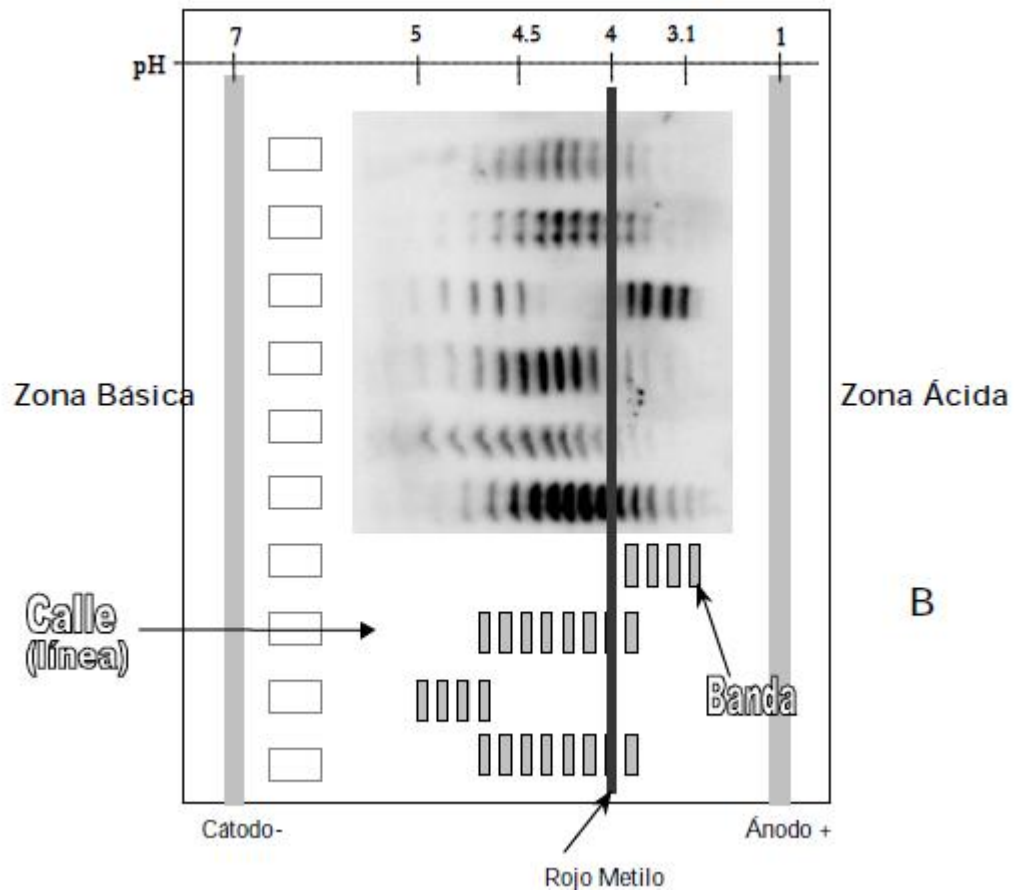 7 5 4.5 4 3.1 1
pH
Zona Básica
Zona Ácida
B
Calle
(línea)
Banda
Cátodo-
Ánodo +
Rojo Metilo